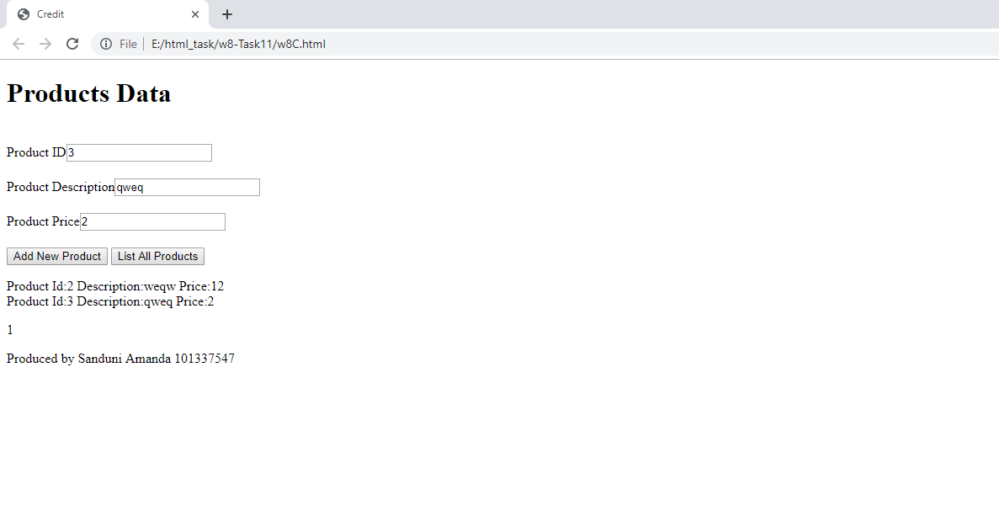 Credit
File E:/html_task/w8-Task11/w8C.html
Products Data
Product ID 3
Product Description qweq
Product Price 2
Add New Product List All Products
Product Id:2 Description:weqw Price:12
Product Id:3 Description:qweq Price:2
1
Produced by Sanduni Amanda 101337547